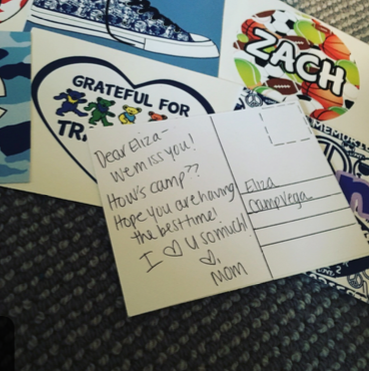 ZACH
GRATEFUL FOR
Dear Eliza-
We miss you!
How's camp??
Hope you are having
the best time!
I ♡ U so much!
♡,
MOM
Eliza
Camp Vega